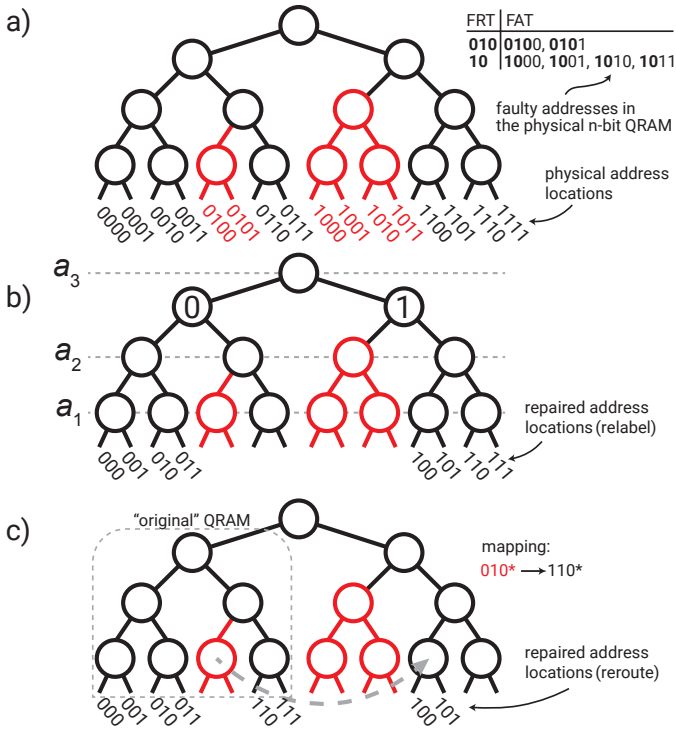 a)
FRT FAT
010 0100, 0101
10 1000, 1001, 1010, 1011
faulty addresses in
the physical n-bit QRAM
physical address
locations
0000 0001 0010 0011 0100 0101 0110 0111 1000 1001 1010 1011 1100 1101 1110 1111
a3
b)
0 1
a2
a1
repaired address
locations (relabel)
000 001 010 011 100 101 110 111
"original" QRAM
c)
mapping:
010* → 110*
repaired address
locations (reroute)
000 001 010 011 110 111 100 101